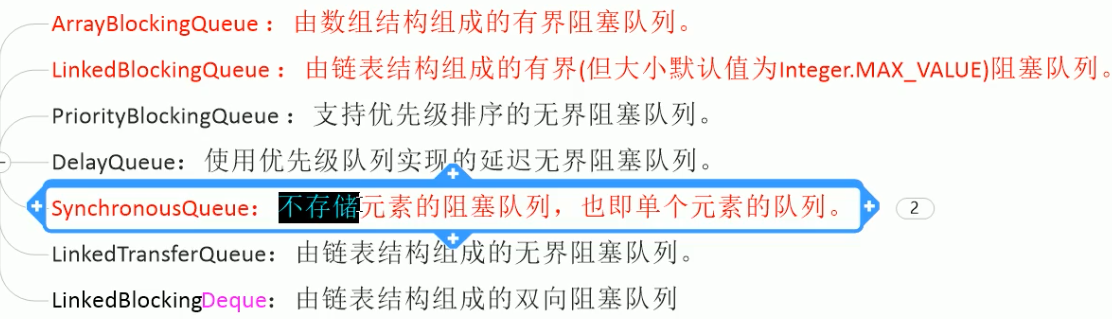 ArrayBlockingQueue： 由数组结构组成的有界阻塞队列。
LinkedBlockingQueue： 由链表结构组成的有界(但大小默认值为Integer.MAX_VALUE)阻塞队列。
PriorityBlockingQueue： 支持优先级排序的无界阻塞队列。
DelayQueue： 使用优先级队列实现的延迟无界阻塞队列。
SynchronousQueue： 不存储元素的阻塞队列，也即单个元素的队列。 2
LinkedTransferQueue： 由链表结构组成的无界阻塞队列。
LinkedBlockingDeque： 由链表结构组成的双向阻塞队列